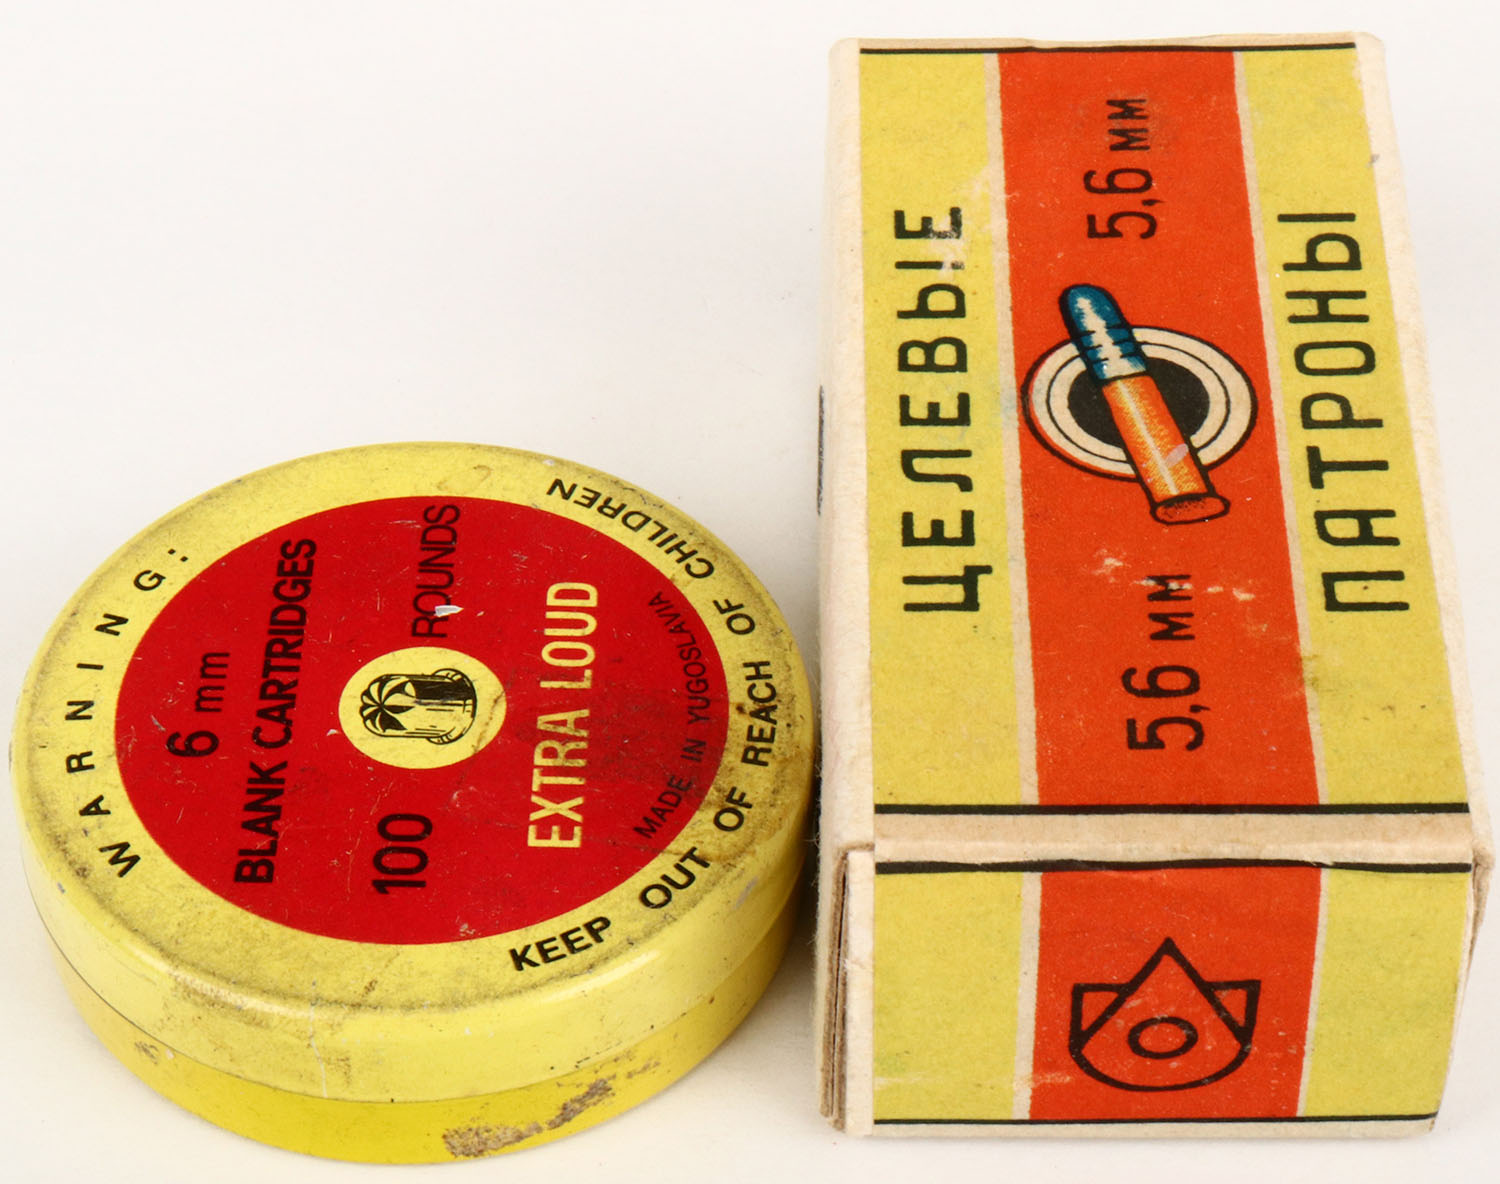 WARNING:
6 mm
BLANK CARTRIDGES
100 ROUNDS
EXTRA LOUD
MADE IN YUGOSLAVIA
KEEP OUT OF REACH OF CHILDREN
ЦЕЛЕВЫЕ
5,6 мм 5,6 мм
ПАТРОНЫ